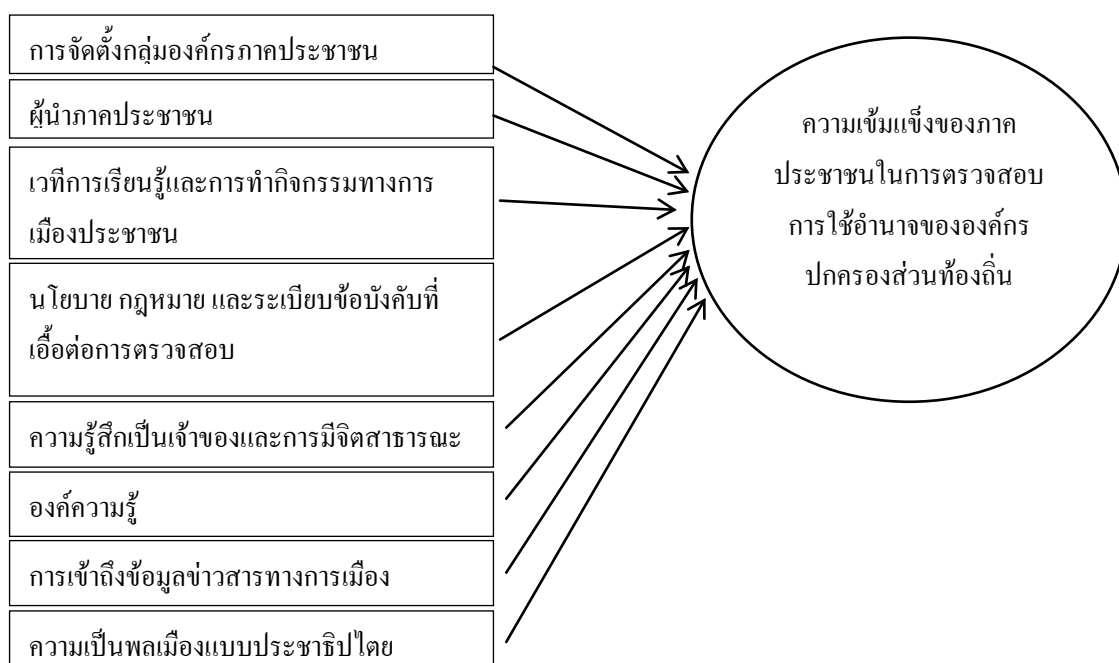 การจัดตั้งกลุ่มองค์กรภาคประชาชน
ผู้นำภาคประชาชน
เวทีการเรียนรู้และการทำกิจกรรมทางการ
เมืองประชาชน
นโยบาย กฎหมาย และระเบียบข้อบังคับที่
เอื้อต่อการตรวจสอบ
ความรู้สึกเป็นเจ้าของและการมีจิตสาธารณะ
องค์ความรู้
การเข้าถึงข้อมูลข่าวสารทางการเมือง
ความเป็นพลเมืองแบบประชาธิปไตย
ความเข้มแข็งของภาค
ประชาชนในการตรวจสอบ
การใช้อำนาจขององค์กร
ปกครองส่วนท้องถิ่น